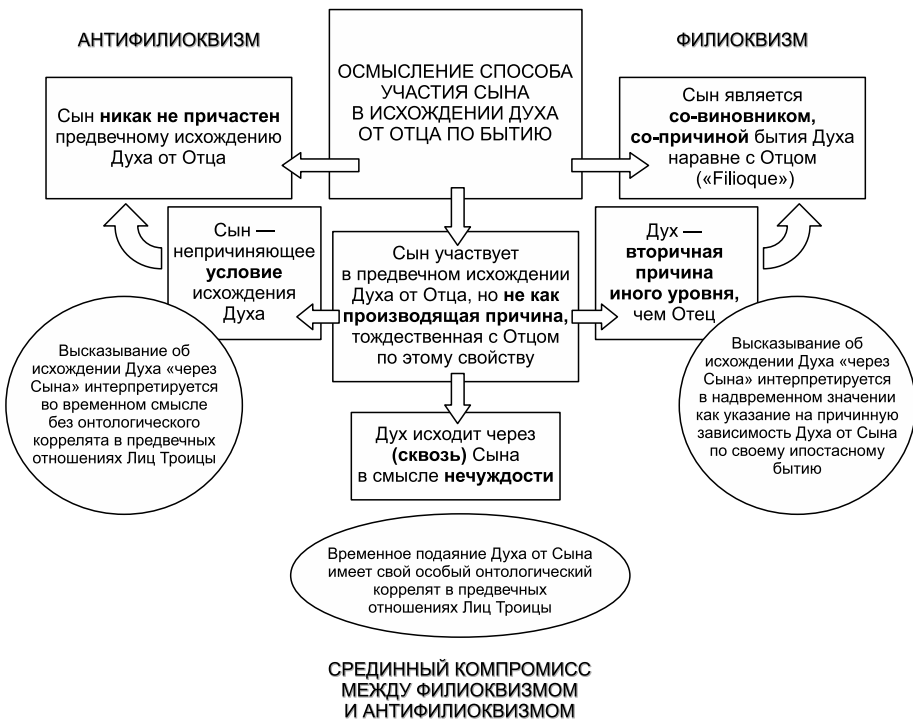 АНТИФИЛИОКВИЗМ
ФИЛИОКВИЗМ
ОСМЫСЛЕНИЕ СПОСОБА
УЧАСТИЯ СЫНА
В ИСХОЖДЕНИИ ДУХА
ОТ ОТЦА ПО БЫТИЮ
Сын никак не причастен
предвечному исхождению
Духа от Отца
Сын является
со-виновником,
со-причиной бытия Духа
наравне с Отцом
(«Filioque»)
Сын —
непричиняющее
условие
исхождения
Духа
Сын участвует
в предвечном исхождении
Духа от Отца, но не как
производящая причина,
тождественная с Отцом
по этому свойству
Дух —
вторичная
причина
иного уровня,
чем Отец
Высказывание об
исхождении Духа «через
Сына» интерпретируется
во временном смысле
без онтологического
коррелята в предвечных
отношениях Лиц Троицы
Высказывание об
исхождении Духа «через
Сына» интерпретируется
в надвременном значении
как указание на причинную
зависимость Духа от Сына
по своему ипостасному
бытию
Дух исходит через
(сквозь) Сына
в смысле нечуждости
Временное подаяние Духа от Сына
имеет свой особый онтологический
коррелят в предвечных
отношениях Лиц Троицы
СРЕДИННЫЙ КОМПРОМИСС
МЕЖДУ ФИЛИОКВИЗМОМ
И АНТИФИЛИОКВИЗМОМ